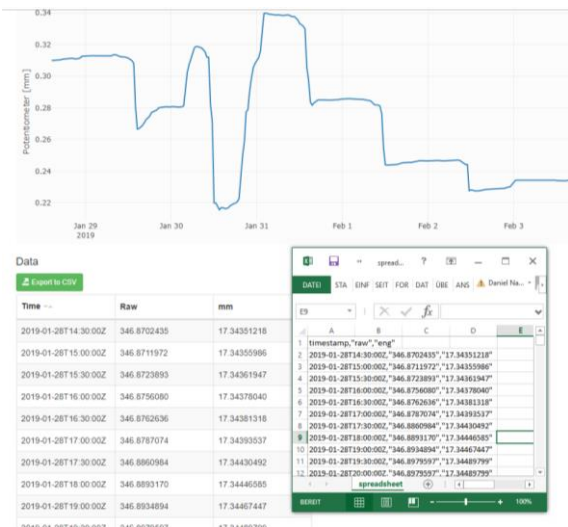 0.34
0.32
0.30
0.28
0.26
0.24
0.22
Potentiometer [mm]
Jan 29
2019
Jan 30
Jan 31
Feb 1
Feb 2
Feb 3
Data
Export to CSV
Time Raw mm
2019-01-28T14:30:00Z 346.8702435 17.34351218
2019-01-28T15:00:00Z 346.8711972 17.34355986
2019-01-28T15:30:00Z 346.8723893 17.34361947
2019-01-28T16:00:00Z 346.8756080 17.34378040
2019-01-28T16:30:00Z 346.8762636 17.34381318
2019-01-28T17:00:00Z 346.8787074 17.34393537
2019-01-28T17:30:00Z 346.8860984 17.34430492
2019-01-28T18:00:00Z 346.8893170 17.34446585
2019-01-28T19:00:00Z 346.8934894 17.34467447
spread...
DATEI STA EINF SEIT FOR DAT ÜBE ANS Daniel Na...
E9 fx
A B C D E
1 timestamp,"raw","eng"
2 2019-01-28T14:30:00Z,"346.8702435","17.34351218"
3 2019-01-28T15:00:00Z,"346.8711972","17.34355986"
4 2019-01-28T15:30:00Z,"346.8723893","17.34361947"
5 2019-01-28T16:00:00Z,"346.8756080","17.34378040"
6 2019-01-28T16:30:00Z,"346.8762636","17.34381318"
7 2019-01-28T17:00:00Z,"346.8787074","17.34393537"
8 2019-01-28T17:30:00Z,"346.8860984","17.34430492"
9 2019-01-28T18:00:00Z,"346.8893170","17.34446585"
10 2019-01-28T19:00:00Z,"346.8934894","17.34467447"
11 2019-01-28T19:30:00Z,"346.8979597","17.34489799"
12 2019-01-28T20:00:00Z,"346.8979597","17.34489799"
spreadsheet
BEREIT 100%